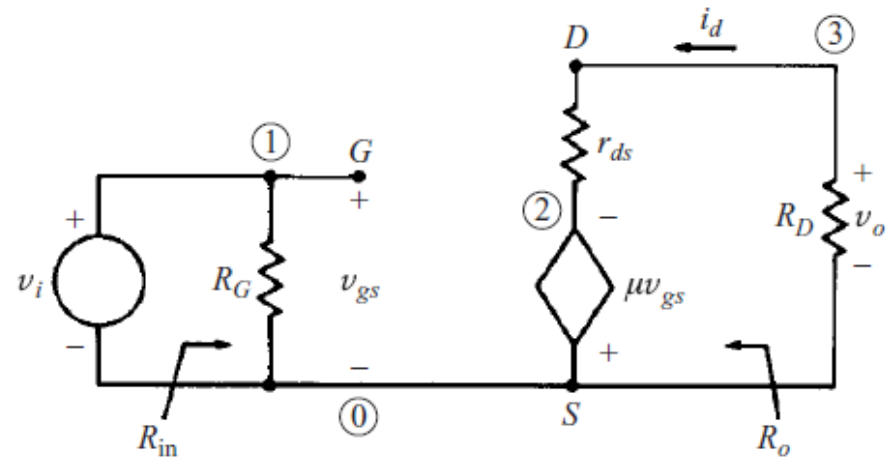 i_d
③
D
①
G
r_ds
+
+
②
−
+
R_D
v_o
v_i
R_G
v_gs
μv_gs
−
−
−
+
⓪
S
R_in
R_o